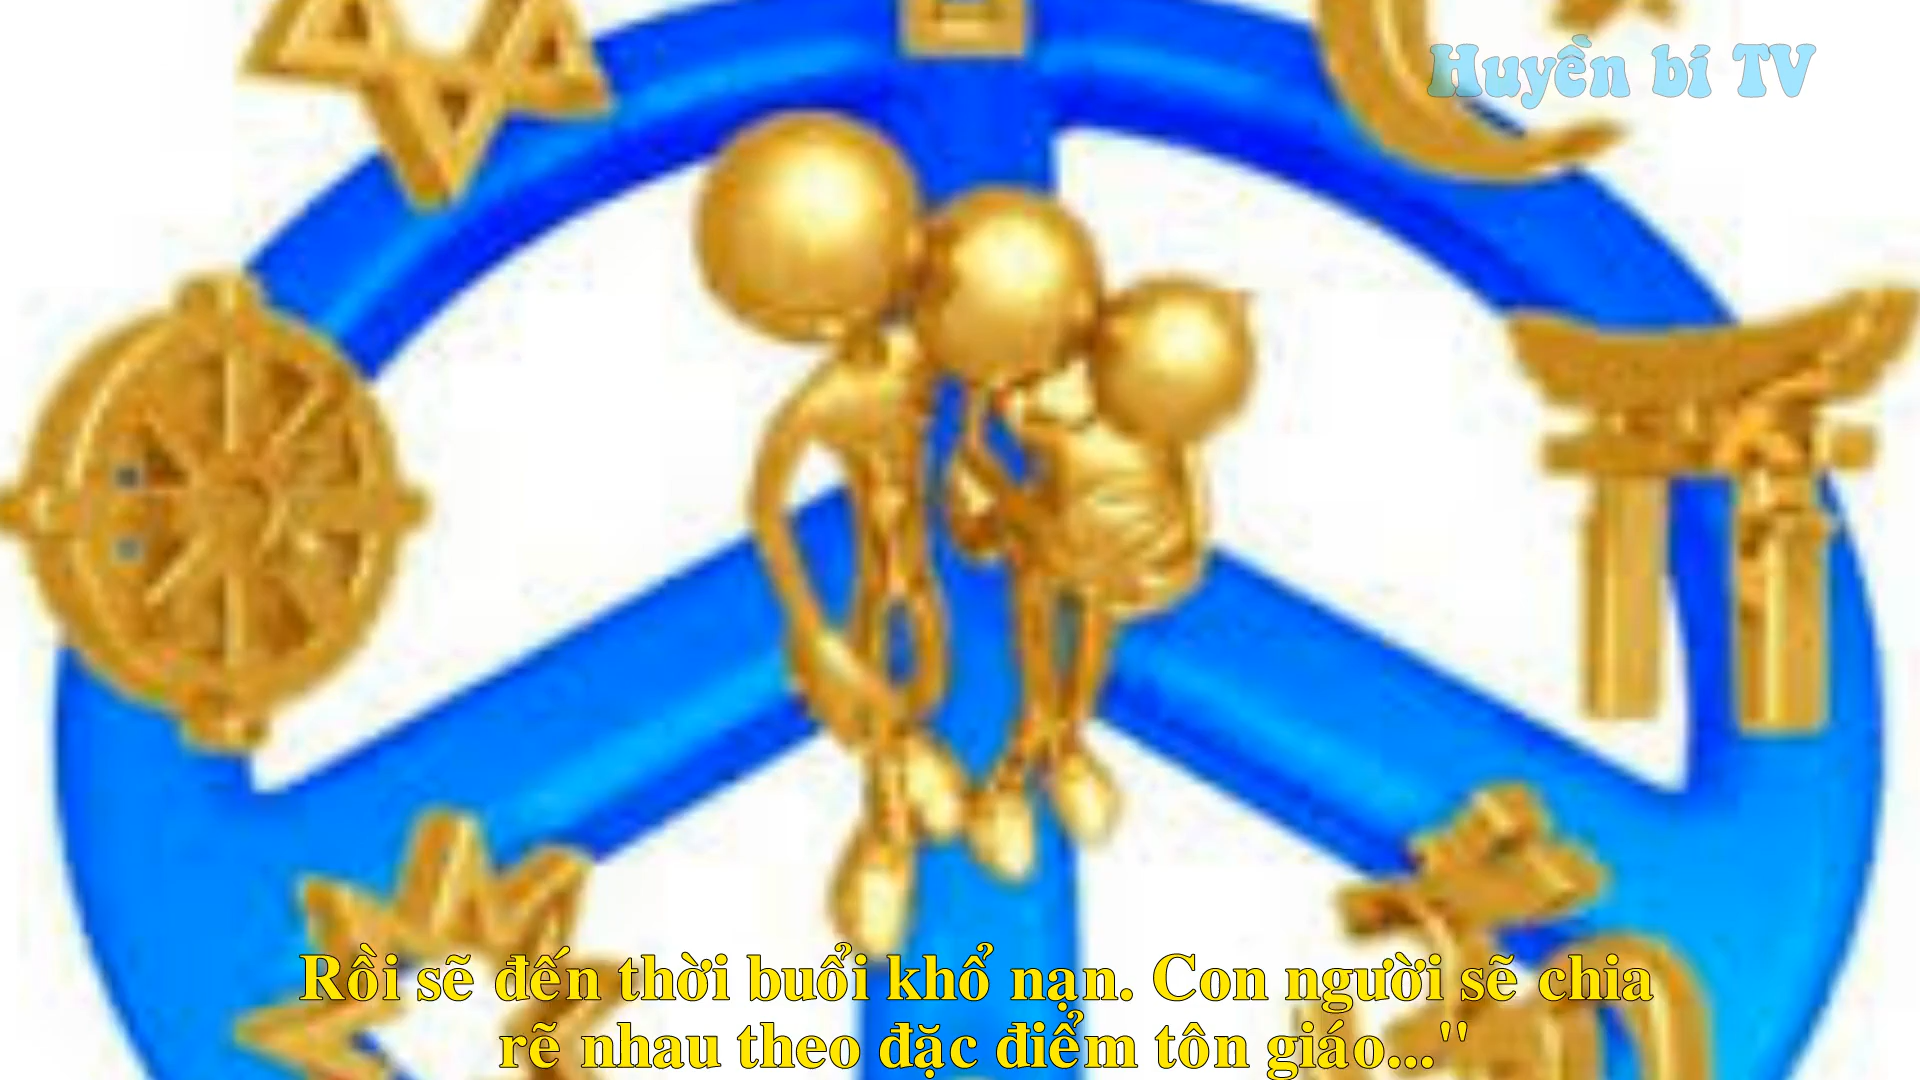 Huyền bí TV
Rồi sẽ đến thời buổi khổ nạn. Con người sẽ chia
rẽ nhau theo đặc điểm tôn giáo..."